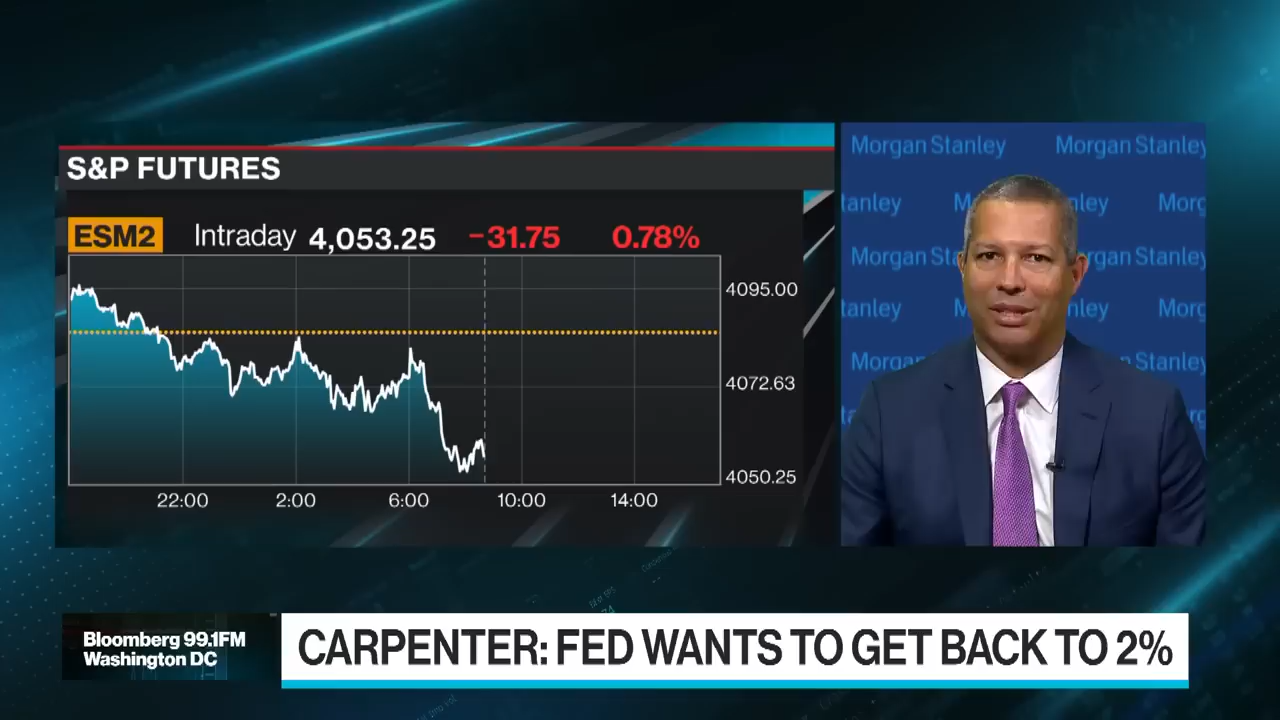 S&P FUTURES
ESM2 Intraday 4,053.25 -31.75 0.78%
4095.00
4072.63
4050.25
22:00 2:00 6:00 10:00 14:00
Morgan Stanley Morgan Stanley
Morgan Stanley
Bloomberg 99.1FM
Washington DC
CARPENTER: FED WANTS TO GET BACK TO 2%